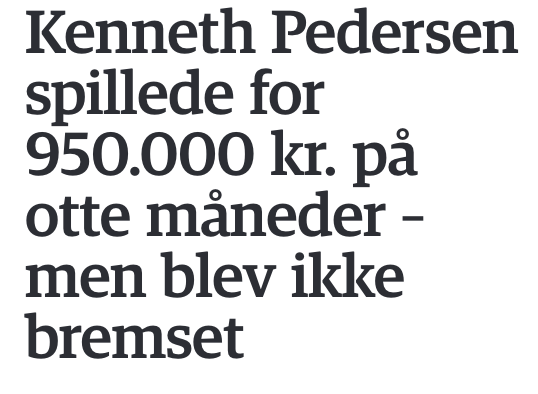 Kenneth Pedersen
spillede for
950.000 kr. på
otte måneder –
men blev ikke
bremset